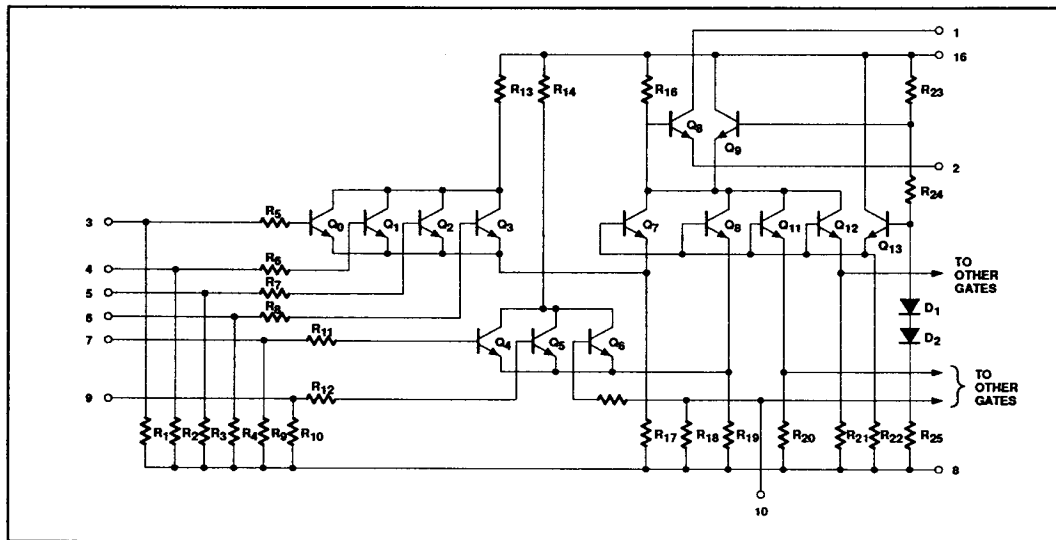 1
16
R13
R14
R16
R23
Q8
Q9
2
R24
3
R5
Q0
Q1
Q2
Q3
Q7
Q8
Q11
Q12
Q13
4
R6
TO
OTHER
GATES
5
R7
6
R8
D1
7
R11
Q4
Q5
Q6
D2
9
R12
TO
OTHER
GATES
R1
R2
R3
R4
R9
R10
R17
R18
R19
R20
R21
R22
R25
8
10